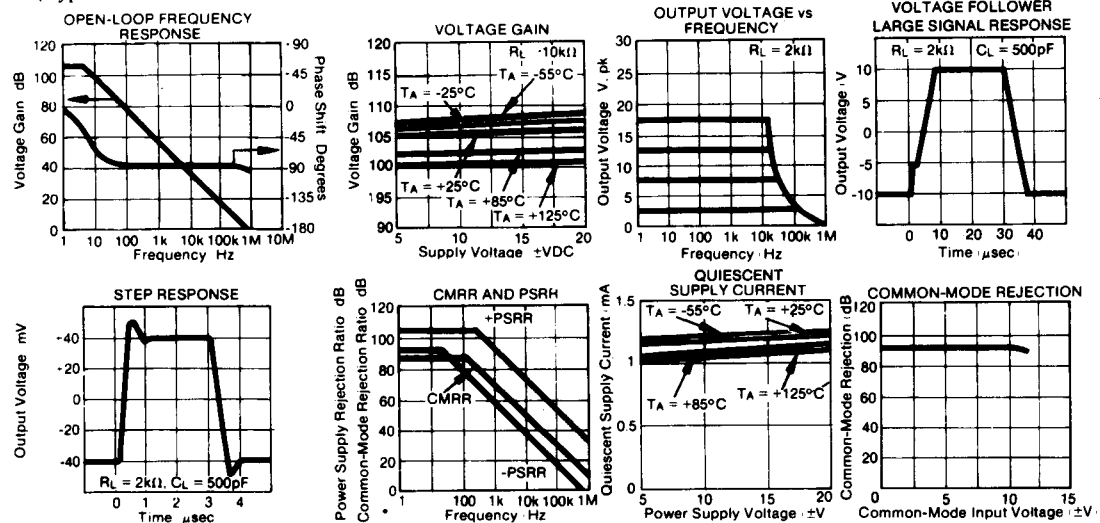 OPEN-LOOP FREQUENCY
RESPONSE
Voltage Gain dB
120
100
80
60
40
20
0
-90
-45
0
-45
-90
-135
-180
Phase Shift Degrees
1 10 100 1k 10k 100k 1M 10M
Frequency Hz
VOLTAGE GAIN
RL ·10kΩ
TA = -55°C
TA = -25°C
TA = +25°C
TA = +85°C
TA = +125°C
Voltage Gain dB
120
115
110
105
100
95
90
5 10 15 20
Supply Voltage ±VDC
OUTPUT VOLTAGE vs
FREQUENCY
RL = 2kΩ
Output Voltage V. pk
30
25
20
15
10
5
0
1 10 100 1k 10k 100k 1M
Frequency Hz
VOLTAGE FOLLOWER
LARGE SIGNAL RESPONSE
RL = 2kΩ CL = 500pF
Output Voltage V
-10
5
0
-5
-10
0 10 20 30 40
Time μsec
STEP RESPONSE
Output Voltage mV
-40
-20
0
-20
-40
RL = 2kΩ, CL = 500pF
0 1 2 3 4
Time μsec
CMRR AND PSRH
Power Supply Rejection Ratio dB
Common-Mode Rejection Ratio dB
120
100
80
60
40
20
0
+PSRR
CMRR
-PSRR
1 100 1k 10k 100k 1M
Frequency Hz
QUIESCENT
SUPPLY CURRENT
Quiescent Supply Current mA
1.5
1
0.5
0
TA = -55°C TA = +25°C
TA = +85°C
TA = +125°C
5 10 15 20
Power Supply Voltage ±V
COMMON-MODE REJECTION
Common-Mode Rejection dB
100
80
60
40
20
0
0 5 10 15
Common-Mode Input Voltage ±V